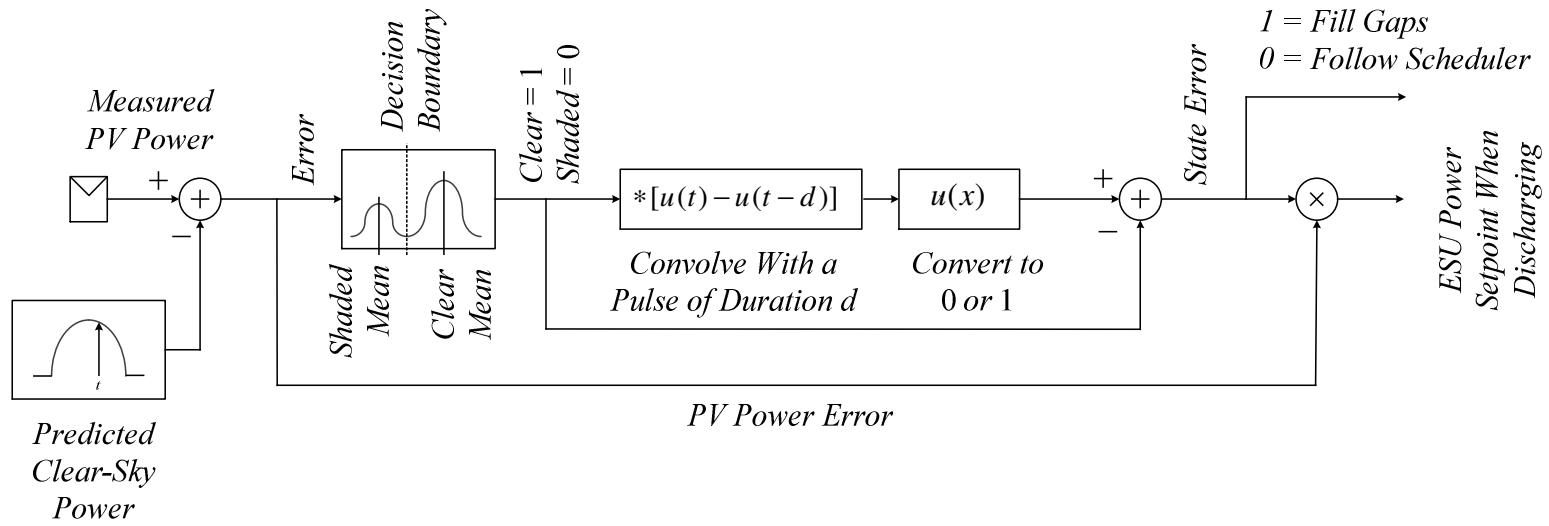 1 = Fill Gaps
0 = Follow Scheduler
Measured
PV Power
+
−
+
Error
Decision
Boundary
Shaded
Mean
Clear
Mean
Clear = 1
Shaded = 0
*[u(t)−u(t−d)]
Convolve With a
Pulse of Duration d
u(x)
Convert to
0 or 1
+
−
+
State Error
×
ESU Power
Setpoint When
Discharging
t
Predicted
Clear-Sky
Power
PV Power Error